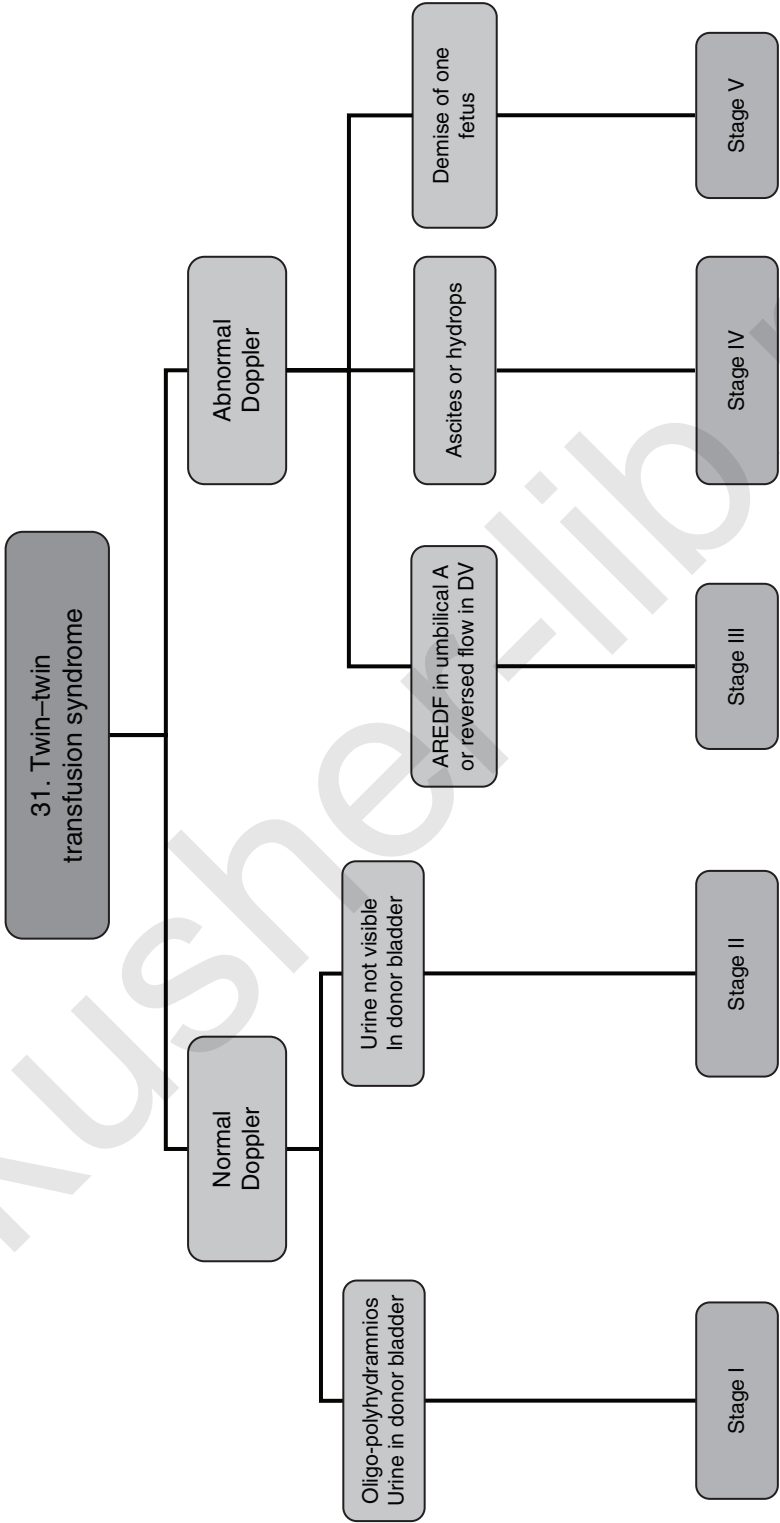 31. Twin–twin
transfusion syndrome
Normal
Doppler
Abnormal
Doppler
Oligo-polyhydramnios
Urine in donor bladder
Urine not visible
In donor bladder
AREDF in umbilical A
or reversed flow in DV
Ascites or hydrops
Demise of one
fetus
Stage I
Stage II
Stage III
Stage IV
Stage V
kusher-lib